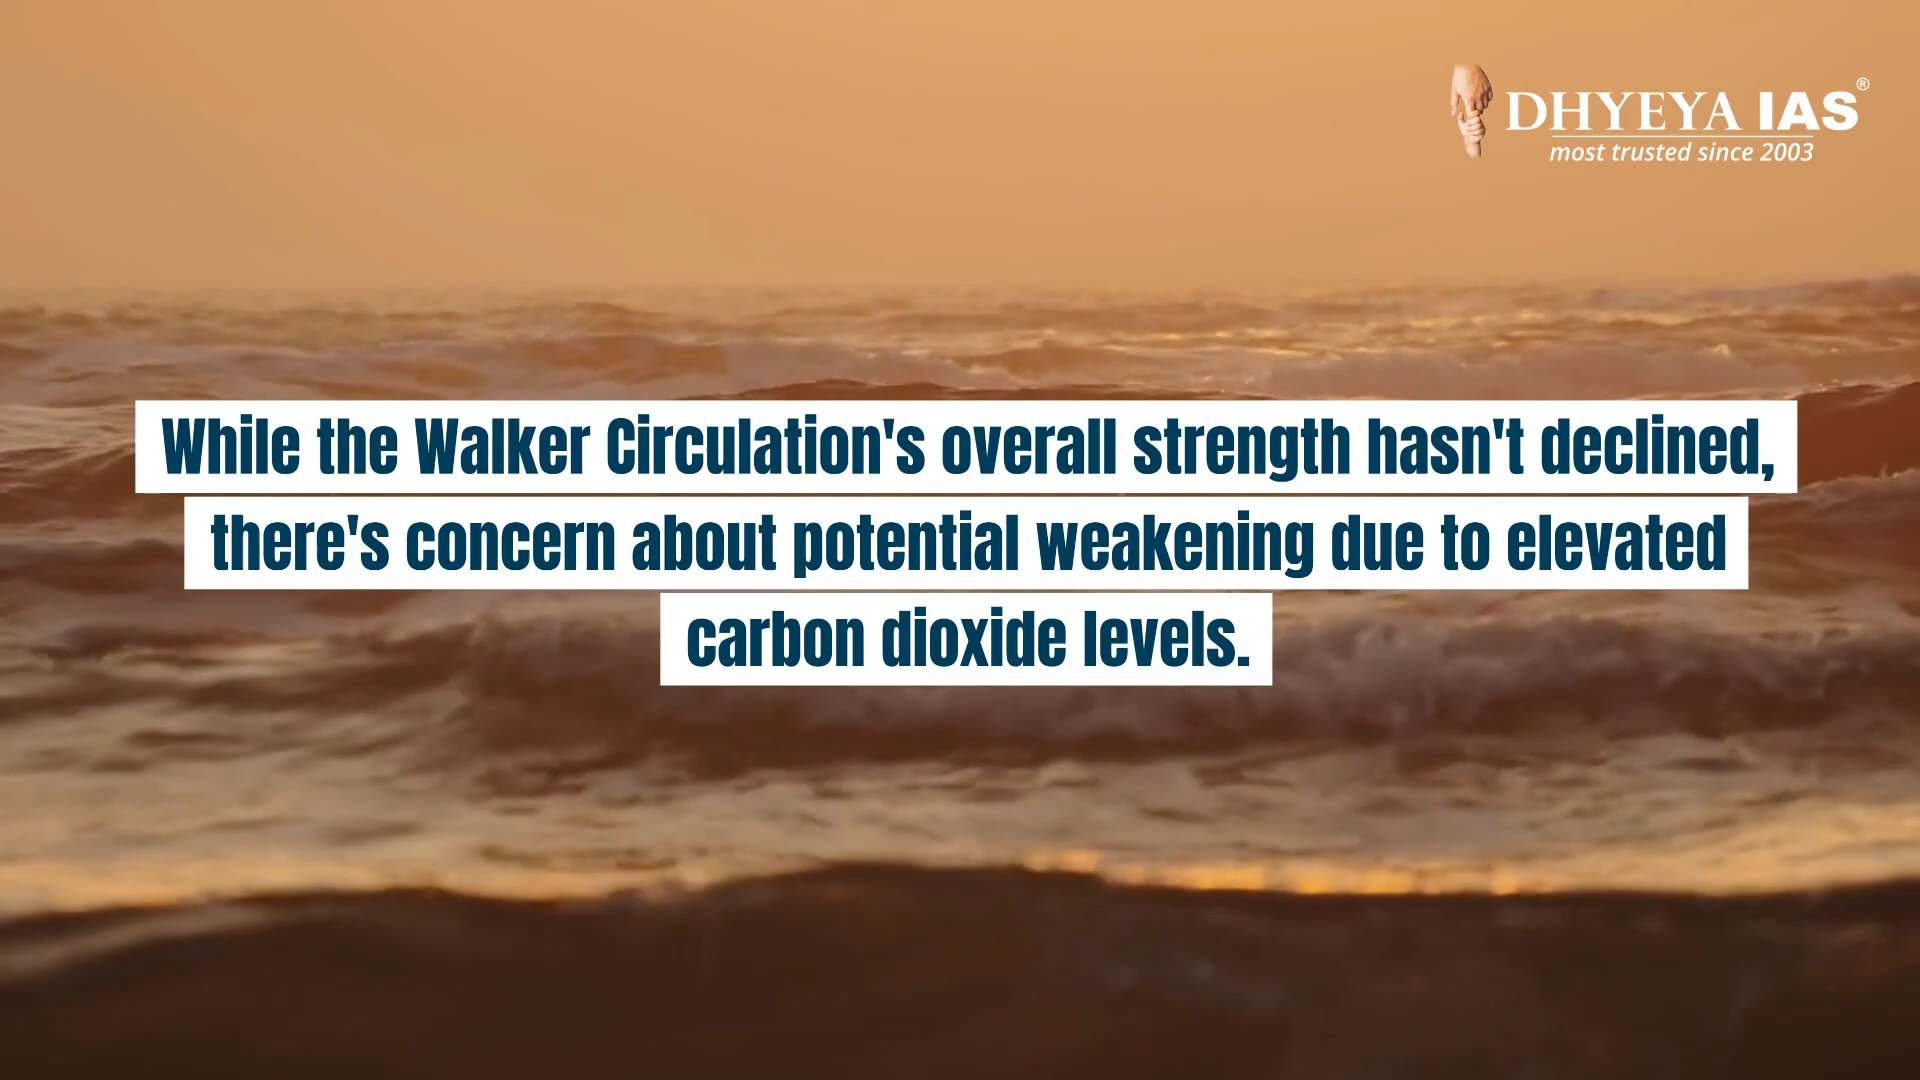 DHYEYA IAS®
most trusted since 2003
While the Walker Circulation's overall strength hasn't declined,
there's concern about potential weakening due to elevated
carbon dioxide levels.